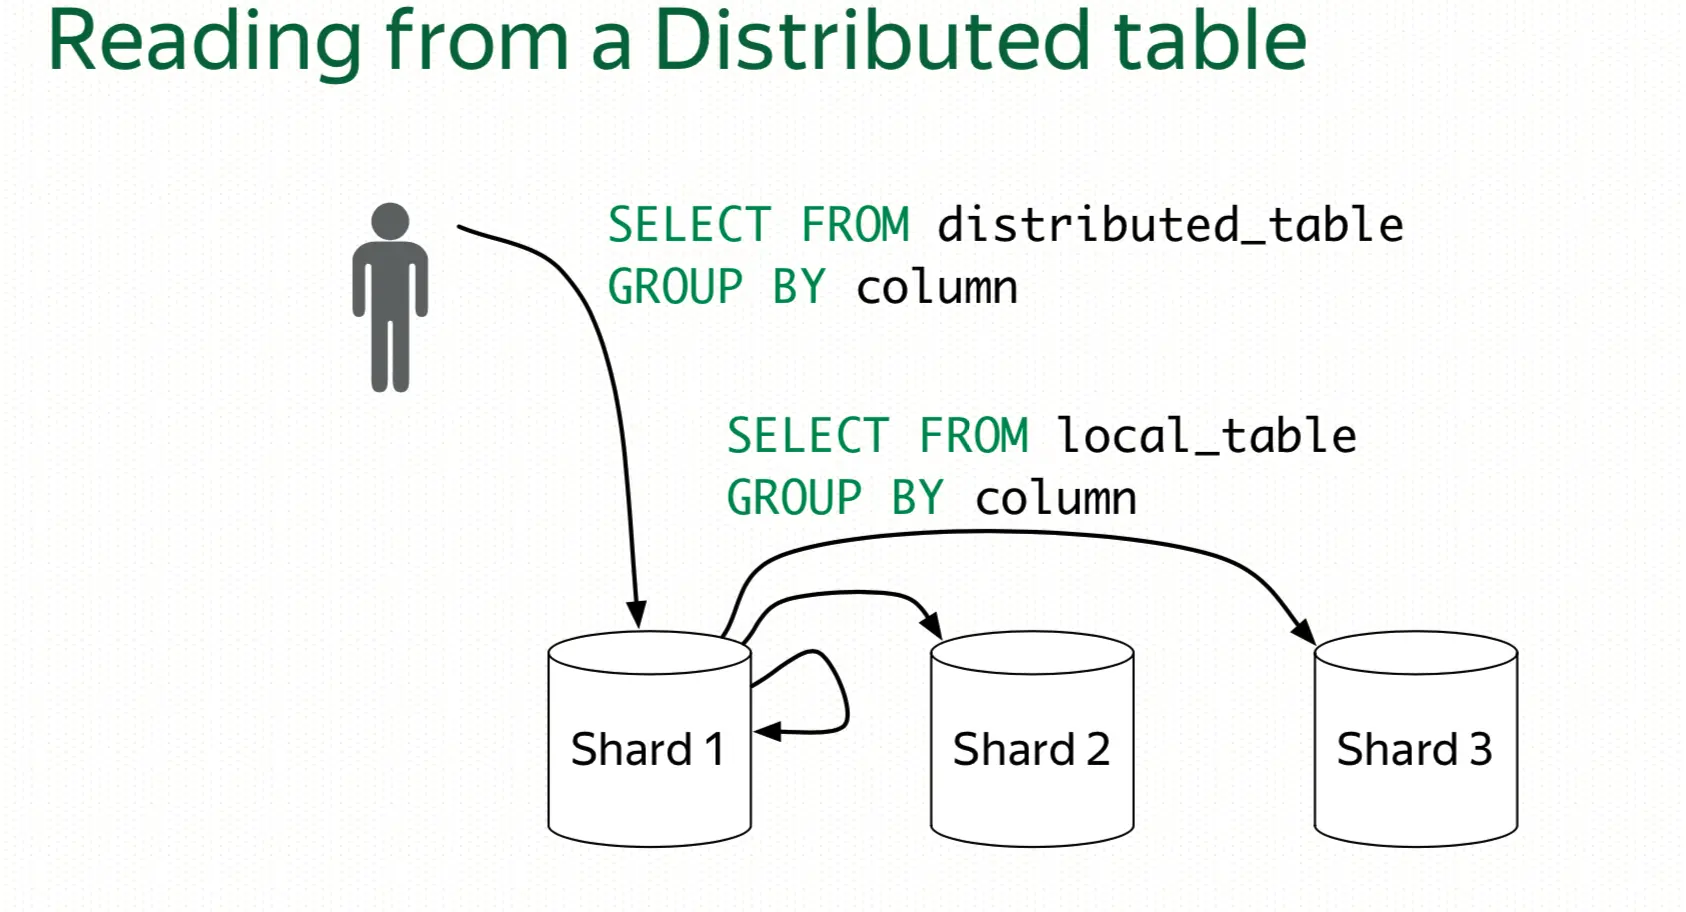 Reading from a Distributed table
SELECT FROM distributed_table
GROUP BY column
SELECT FROM local_table
GROUP BY column
Shard 1
Shard 2
Shard 3